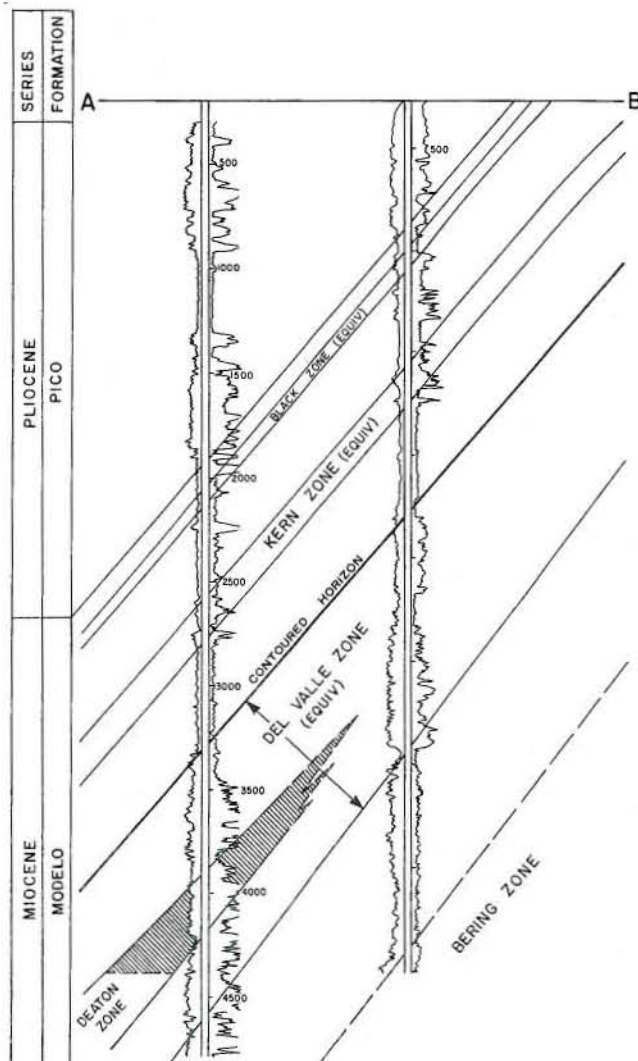 SERIES
FORMATION
PLIOCENE
PICO
MIOCENE
MODELO
A
B
500
1000
1500
2000
2500
3000
3500
4000
4500
500
BLACK ZONE (EQUIV)
KERN ZONE (EQUIV)
CONTOURED HORIZON
DEL VALLE ZONE
(EQUIV)
DEATON
ZONE
BERING ZONE